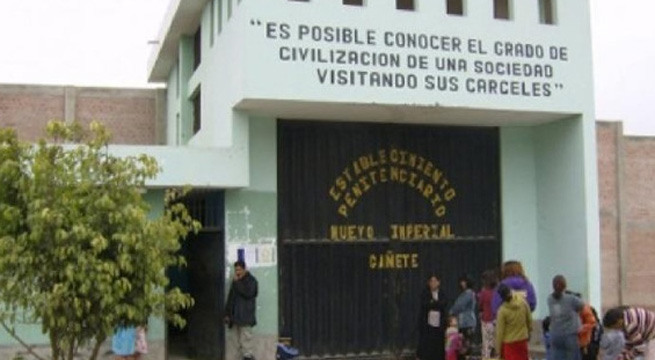 "ES POSIBLE CONOCER EL GRADO DE
CIVILIZACION DE UNA SOCIEDAD
VISITANDO SUS CARCELES"
ESTABLECIMIENTO
PENITENCIARIO
NUEVO IMPERIAL
CAÑETE